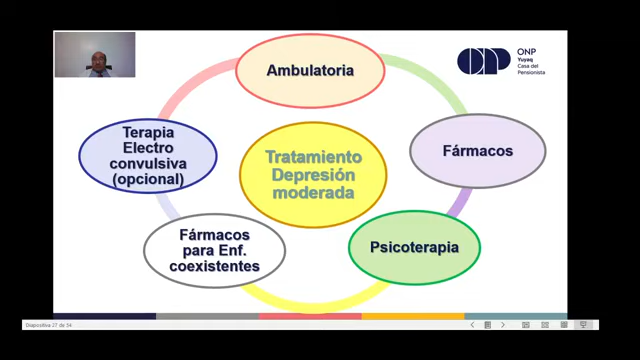 ONP
Yuyaq
Casa del
Pensionista
Ambulatoria
Terapia
Electro
convulsiva
(opcional)
Fármacos
Tratamiento
Depresión
moderada
Psicoterapia
Fármacos
para Enf.
coexistentes
Diapositiva 27 de 54